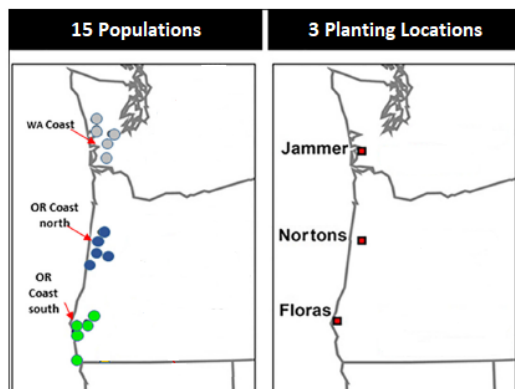 15 Populations
3 Planting Locations
WA Coast
OR Coast
north
OR
Coast
south
Jammer
Nortons
Floras